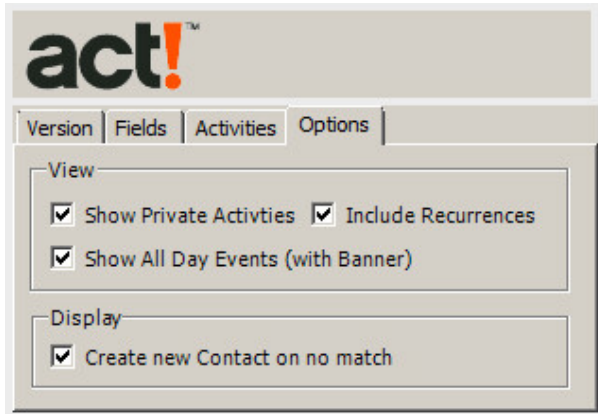 act!™
Version Fields Activities Options
View
Show Private Activties Include Recurrences
Show All Day Events (with Banner)
Display
Create new Contact on no match